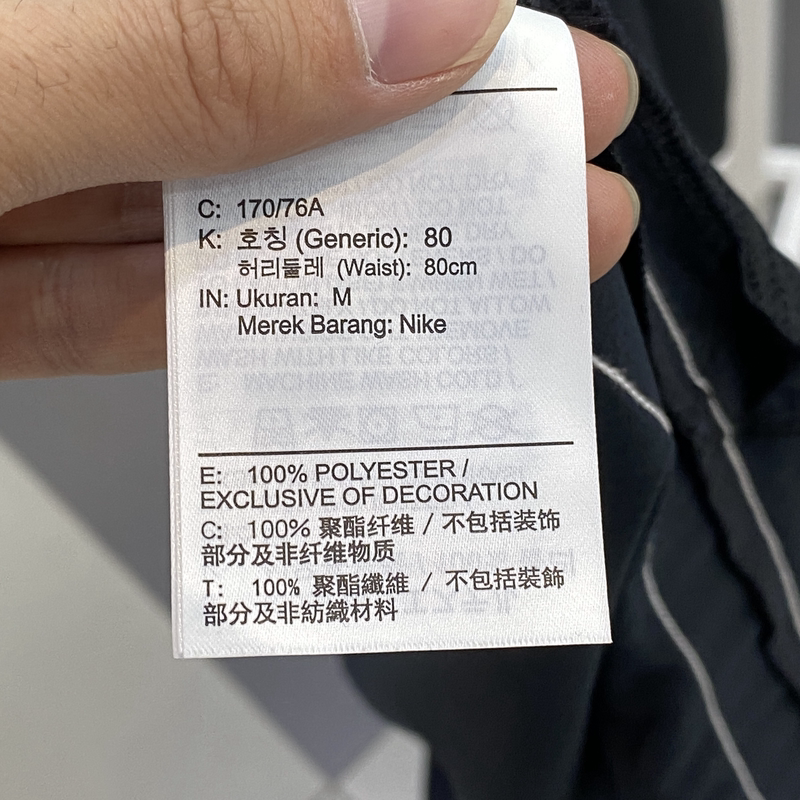 C: 170/76A
K: 호칭 (Generic): 80
허리둘레 (Waist): 80cm
IN: Ukuran: M
Merek Barang: Nike
E: 100% POLYESTER /
EXCLUSIVE OF DECORATION
C: 100% 聚酯纤维 / 不包括装饰
部分及非纤维物质
T: 100% 聚酯纖維 / 不包括裝飾
部分及非紡織材料